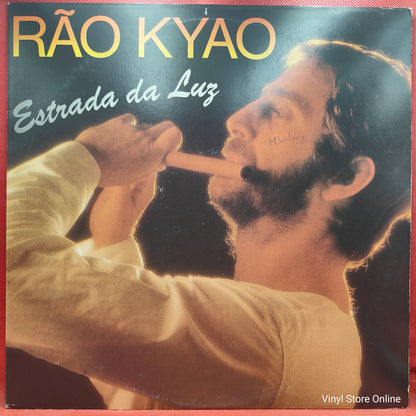 RÃO KYAO
Estrada da Luz
Vinyl Store Online